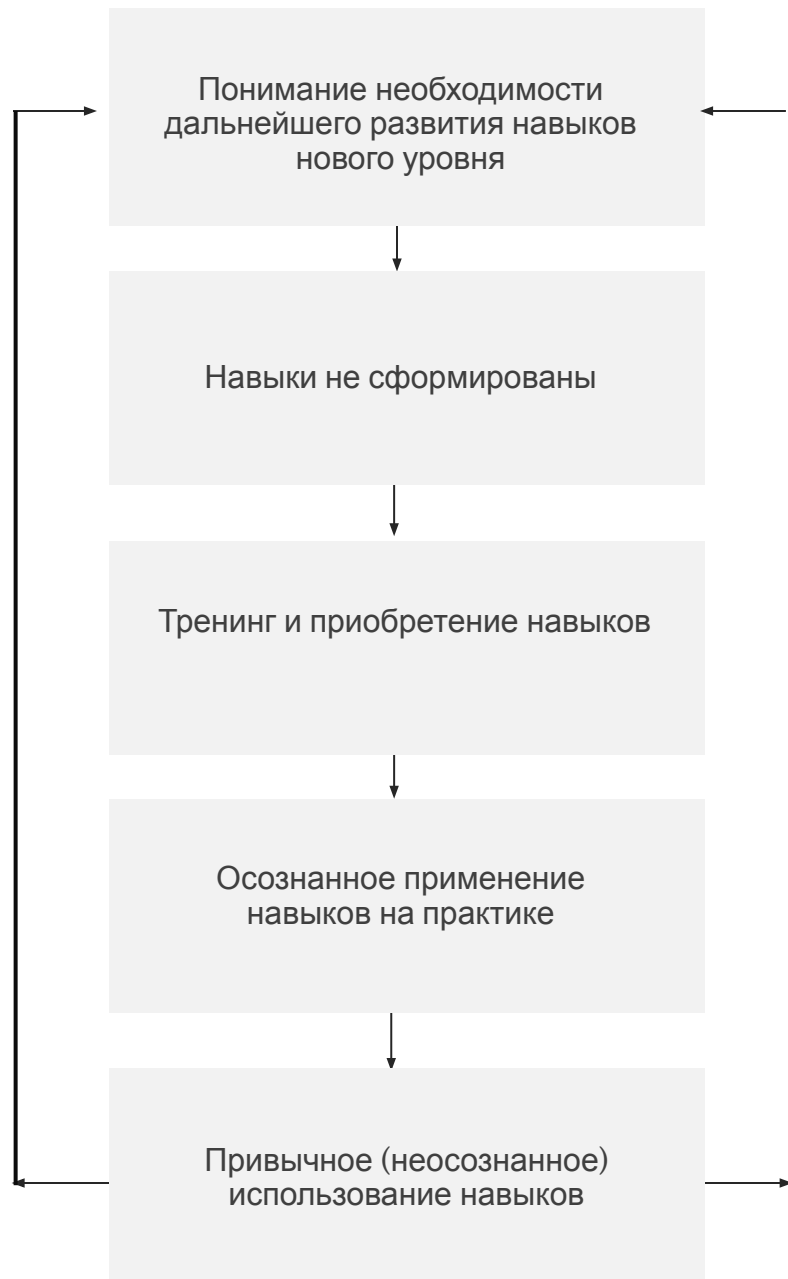 Понимание необходимости
дальнейшего развития навыков
нового уровня
Навыки не сформированы
Тренинг и приобретение навыков
Осознанное применение
навыков на практике
Привычное (неосознанное)
использование навыков